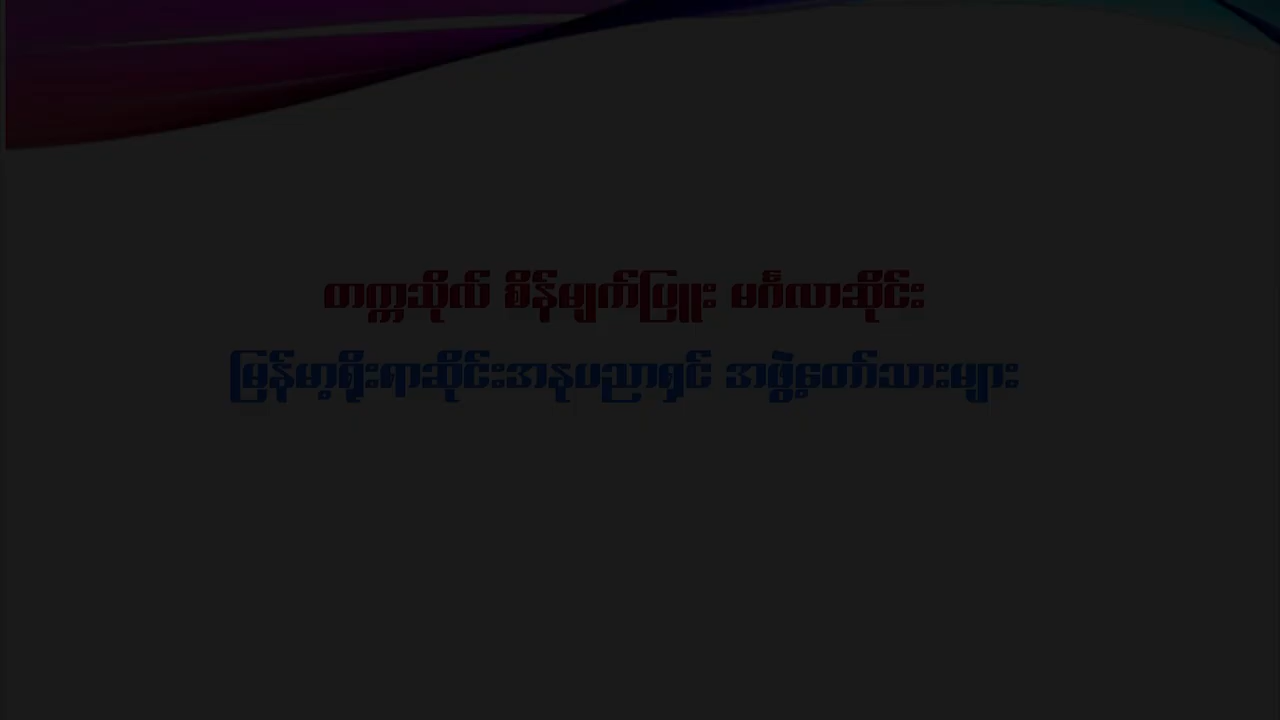 တက္ကသိုလ် စိန်မျက်ပြူး မင်္ဂလာဆိုင်း
မြန်မာ့ရိုးရာဆိုင်းအနုပညာရှင် အဖွဲ့တော်သားများ